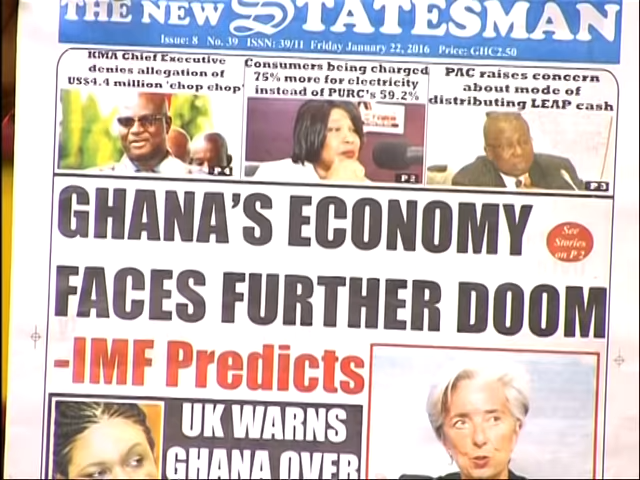 THE NEW STATESMAN
Issue: 8 No. 39 ISSN: 39/11 Friday January 22, 2016 Price: GHC2.50
KMA Chief Executive
denies allegation of
US$4.4 million 'chop chop'
P 4
Consumers being charged
75% more for electricity
instead of PURC's 59.2%
P 2
PAC raises concern
about mode of
distributing LEAP cash
P 3
GHANA'S ECONOMY
FACES FURTHER DOOM
See
Stories
on P 2
-IMF Predicts
UK WARNS
GHANA OVER